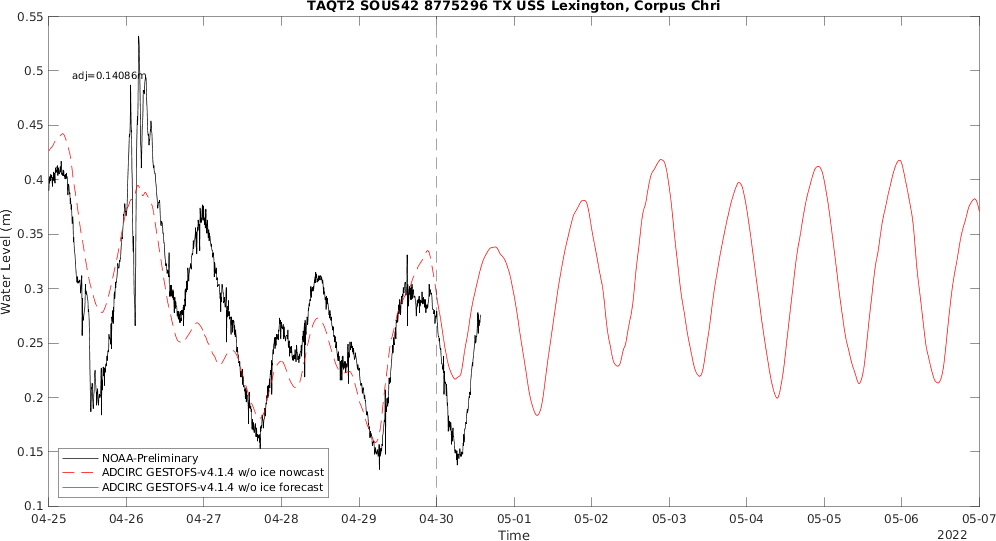 TAQT2 SOUS42 8775296 TX USS Lexington, Corpus Chri
0.55
0.5
0.45
0.4
0.35
0.3
0.25
0.2
0.15
0.1
Water Level (m)
adj=0.14086m
NOAA-Preliminary
ADCIRC GESTOFS-v4.1.4 w/o ice nowcast
ADCIRC GESTOFS-v4.1.4 w/o ice forecast
04-25 04-26 04-27 04-28 04-29 04-30 05-01 05-02 05-03 05-04 05-05 05-06 05-07
Time
2022